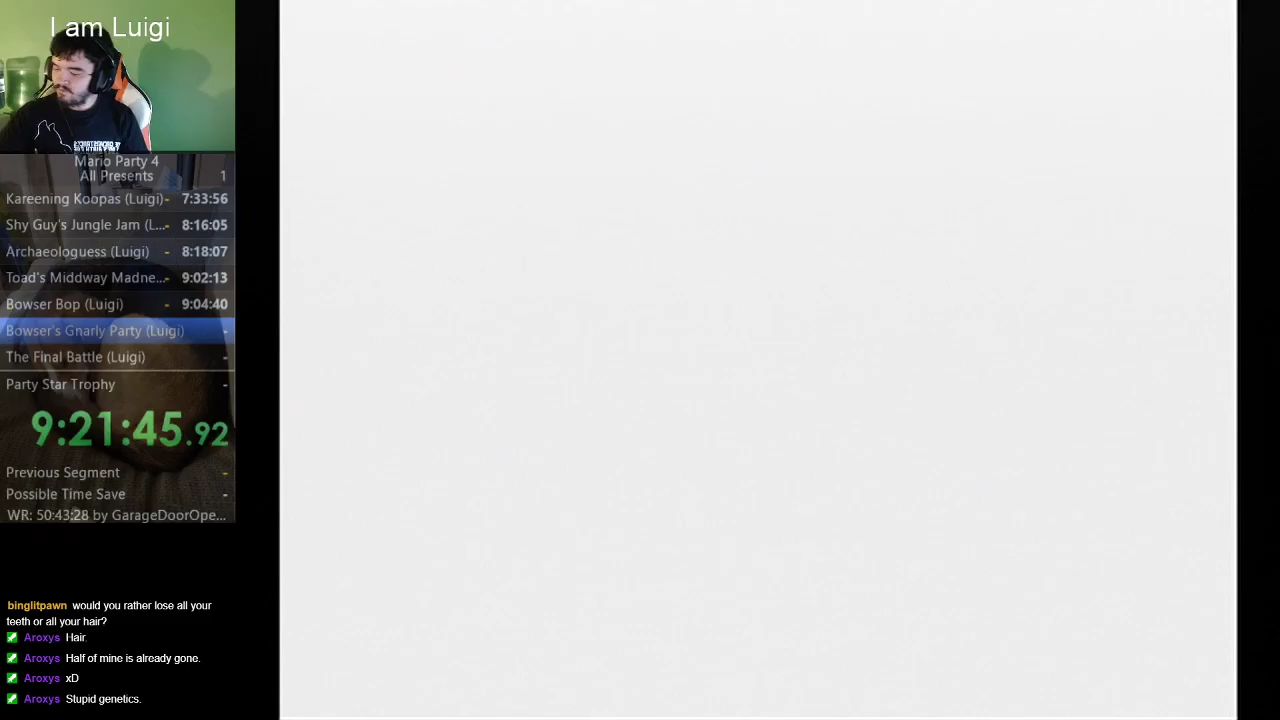 I am Luigi
Mario Party 4
All Presents 1
Kareening Koopas (Luigi) - 7:33:56
Shy Guy's Jungle Jam (L... - 8:16:05
Archaeologuess (Luigi) - 8:18:07
Toad's Middway Madne... - 9:02:13
Bowser Bop (Luigi) - 9:04:40
Bowser's Gnarly Party (Luigi) -
The Final Battle (Luigi) -
Party Star Trophy -
9:21:45.92
Previous Segment -
Possible Time Save -
WR: 50:43:28 by GarageDoorOpe...
binglitpawn would you rather lose all your
teeth or all your hair?
Aroxys Hair.
Aroxys Half of mine is already gone.
Aroxys xD
Aroxys Stupid genetics.